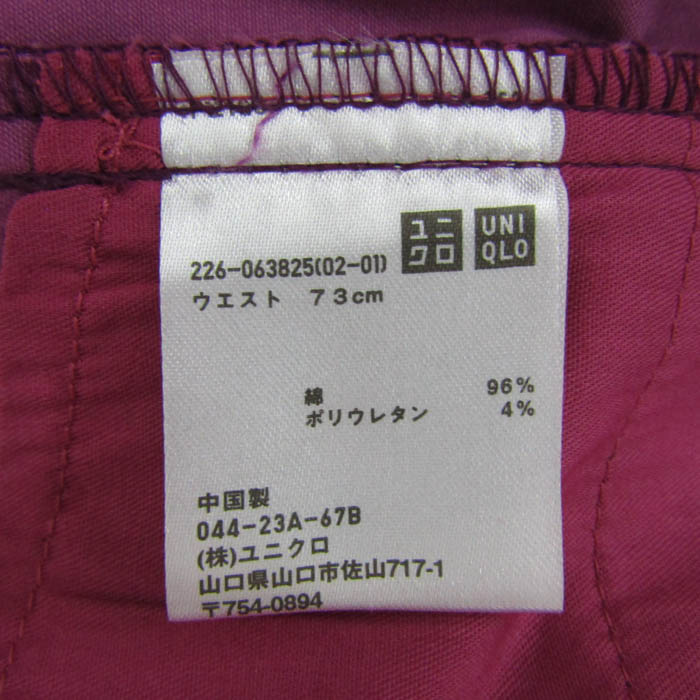 ユニクロ
UNIQLO
226-063825(02-01)
ウエスト 73cm
綿 96%
ポリウレタン 4%
中国製
044-23A-67B
(株)ユニクロ
山口県山口市佐山717-1
〒754-0894